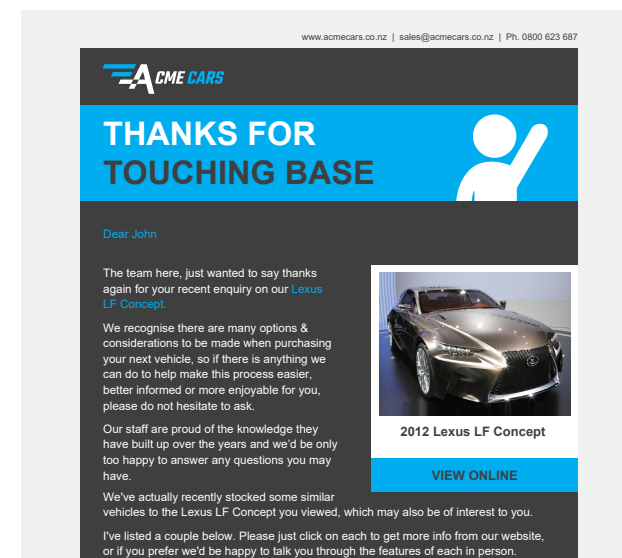 www.acmecars.co.nz | sales@acmecars.co.nz | Ph. 0800 623 687
ACME CARS
THANKS FOR
TOUCHING BASE
Dear John
The team here, just wanted to say thanks
again for your recent enquiry on our Lexus
LF Concept.
We recognise there are many options &
considerations to be made when purchasing
your next vehicle, so if there is anything we
can do to help make this process easier,
better informed or more enjoyable for you,
please do not hesitate to ask.
Our staff are proud of the knowledge they
have built up over the years and we'd be only
too happy to answer any questions you may
have.
2012 Lexus LF Concept
VIEW ONLINE
We've actually recently stocked some similar
vehicles to the Lexus LF Concept you viewed, which may also be of interest to you.
I've listed a couple below. Please just click on each to get more info from our website,
or if you prefer we'd be happy to talk you through the features of each in person.